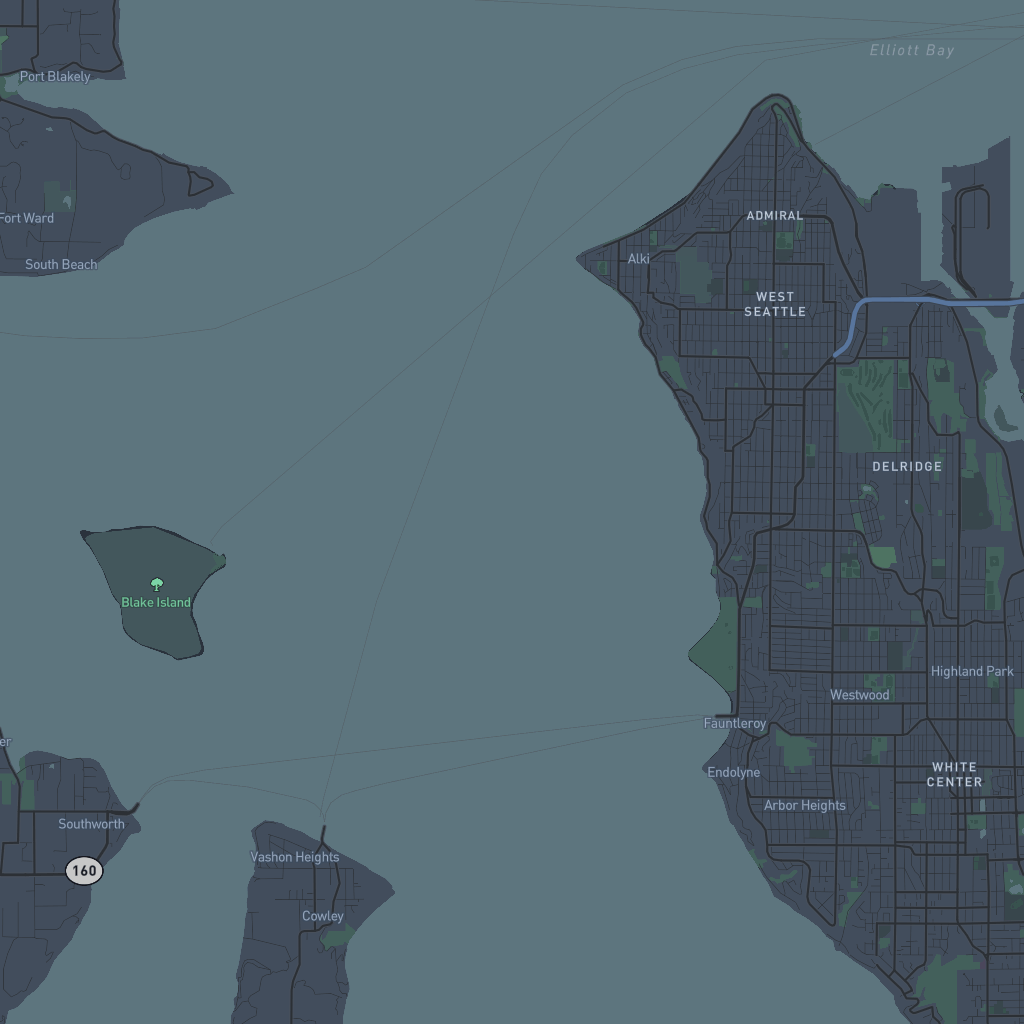 Elliott Bay
Port Blakely
ADMIRAL
Fort Ward
Alki
South Beach
WEST
SEATTLE
DELRIDGE
Blake Island
Highland Park
Westwood
Fauntleroy
er
WHITE
CENTER
Endolyne
Arbor Heights
Southworth
Vashon Heights
160
Cowley